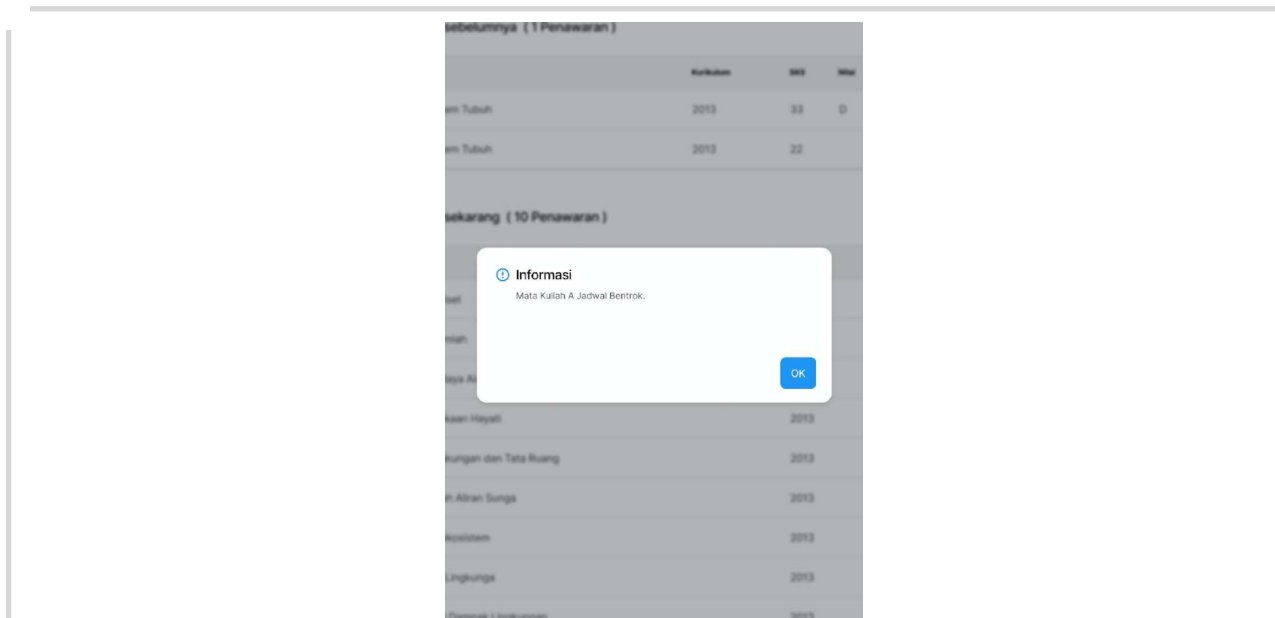 sebelumnya ( 1 Penawaran )
Kurikulum SKS Nilai
em Tubuh 2013 33 D
em Tubuh 2013 22
sekarang ( 10 Penawaran )
Informasi
Mata Kuliah A Jadwal Bentrok.
OK
kaan Hayati 2013
kungan dan Tata Ruang 2013
h Aliran Sunga 2013
kosistem 2013
Lingkunga 2013